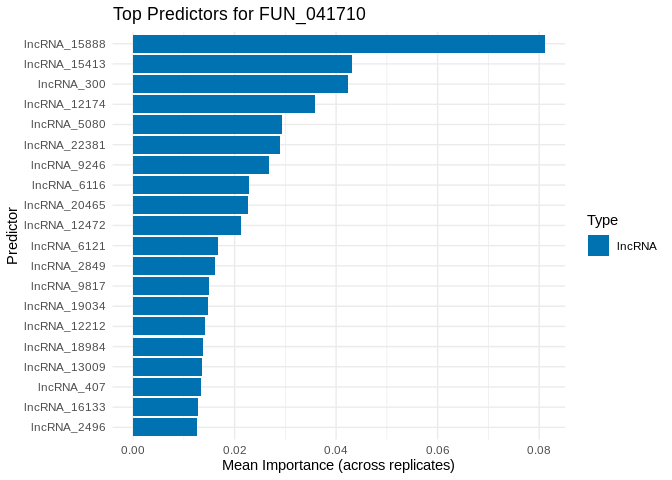 Top Predictors for FUN_041710
Predictor
lncRNA_15888
lncRNA_15413
lncRNA_300
lncRNA_12174
lncRNA_5080
lncRNA_22381
lncRNA_9246
lncRNA_6116
lncRNA_20465
lncRNA_12472
lncRNA_6121
lncRNA_2849
lncRNA_9817
lncRNA_19034
lncRNA_12212
lncRNA_18984
lncRNA_13009
lncRNA_407
lncRNA_16133
lncRNA_2496
0.00 0.02 0.04 0.06 0.08
Mean Importance (across replicates)
Type
lncRNA